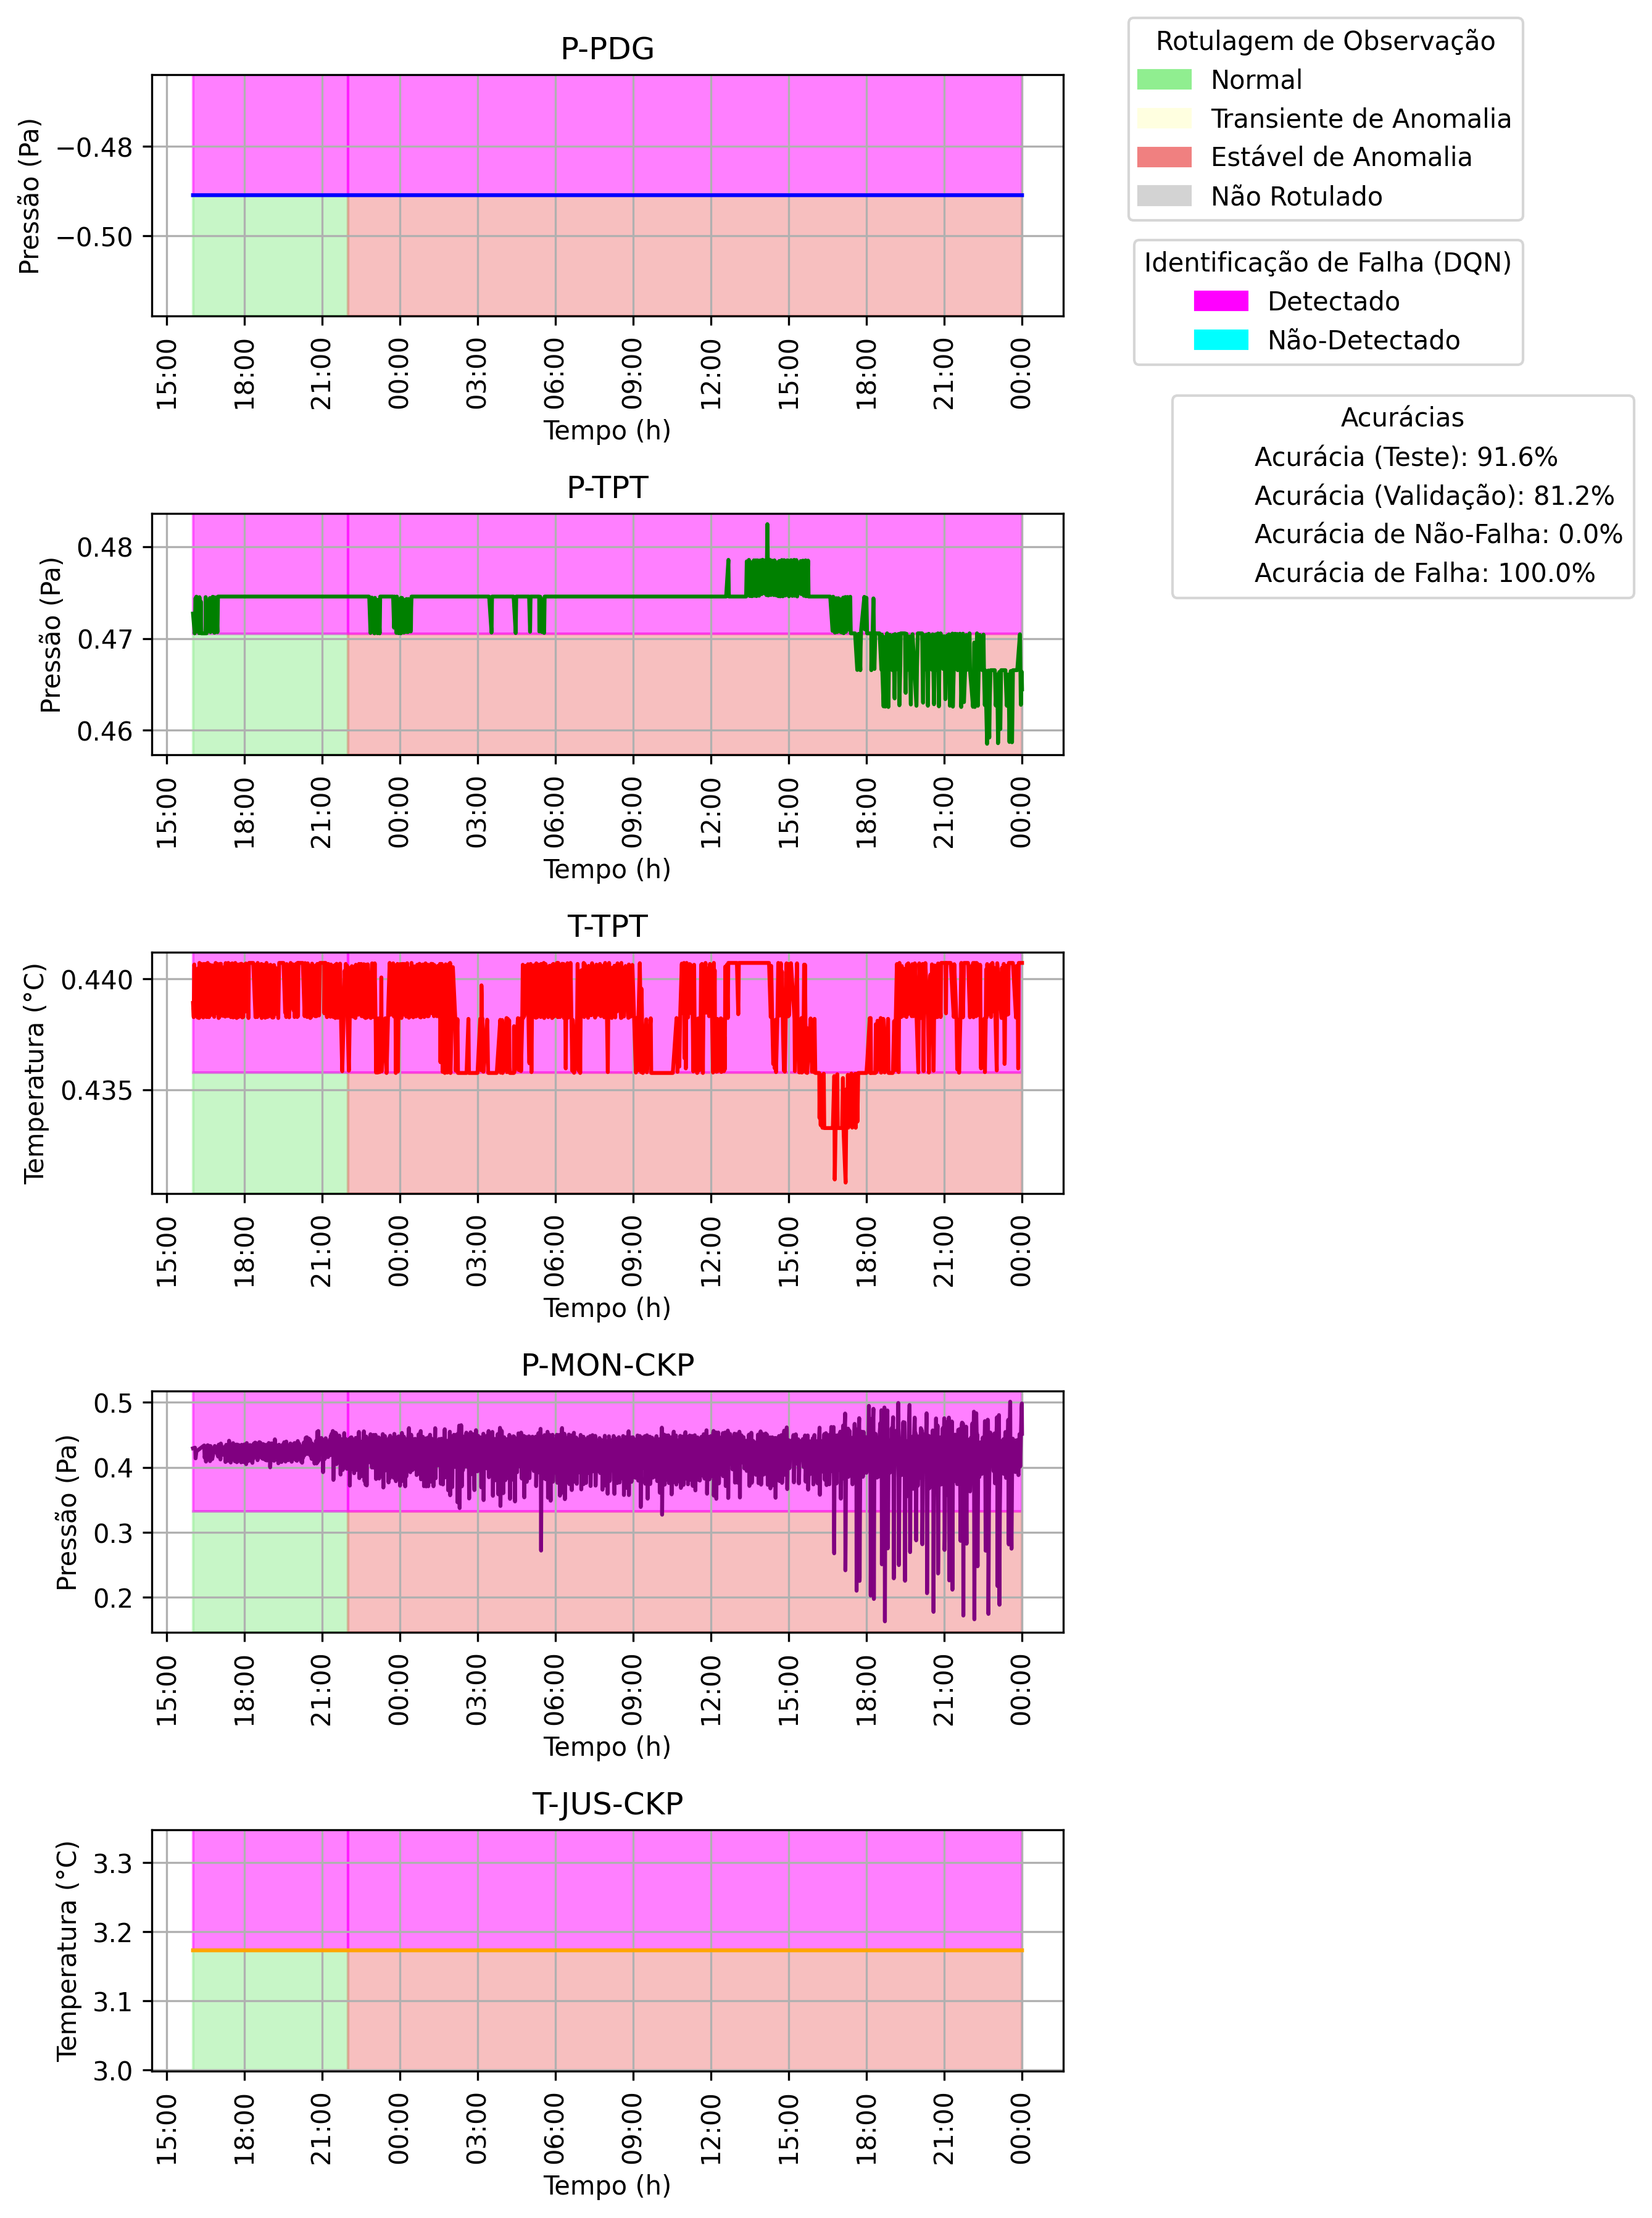 P-PDG
Pressão (Pa)
−0.48
−0.50
15:00 18:00 21:00 00:00 03:00 06:00 09:00 12:00 15:00 18:00 21:00 00:00
Tempo (h)
Rotulagem de Observação
Normal
Transiente de Anomalia
Estável de Anomalia
Não Rotulado
Identificação de Falha (DQN)
Detectado
Não-Detectado
Acurácias
Acurácia (Teste): 91.6%
Acurácia (Validação): 81.2%
Acurácia de Não-Falha: 0.0%
Acurácia de Falha: 100.0%
P-TPT
Pressão (Pa)
0.48
0.47
0.46
15:00 18:00 21:00 00:00 03:00 06:00 09:00 12:00 15:00 18:00 21:00 00:00
Tempo (h)
T-TPT
Temperatura (°C)
0.440
0.435
15:00 18:00 21:00 00:00 03:00 06:00 09:00 12:00 15:00 18:00 21:00 00:00
Tempo (h)
P-MON-CKP
Pressão (Pa)
0.5
0.4
0.3
0.2
15:00 18:00 21:00 00:00 03:00 06:00 09:00 12:00 15:00 18:00 21:00 00:00
Tempo (h)
T-JUS-CKP
Temperatura (°C)
3.3
3.2
3.1
3.0
15:00 18:00 21:00 00:00 03:00 06:00 09:00 12:00 15:00 18:00 21:00 00:00
Tempo (h)